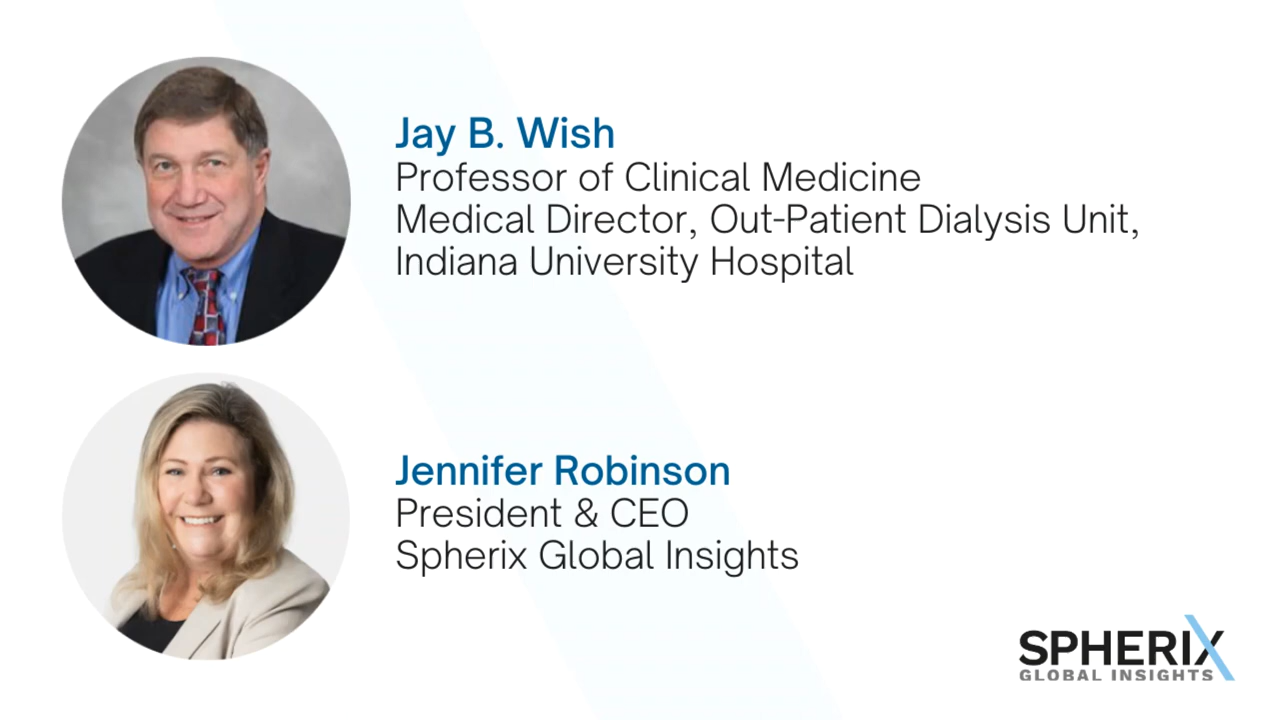 Jay B. Wish
Professor of Clinical Medicine
Medical Director, Out-Patient Dialysis Unit,
Indiana University Hospital
Jennifer Robinson
President & CEO
Spherix Global Insights
SPHERIX
GLOBAL INSIGHTS